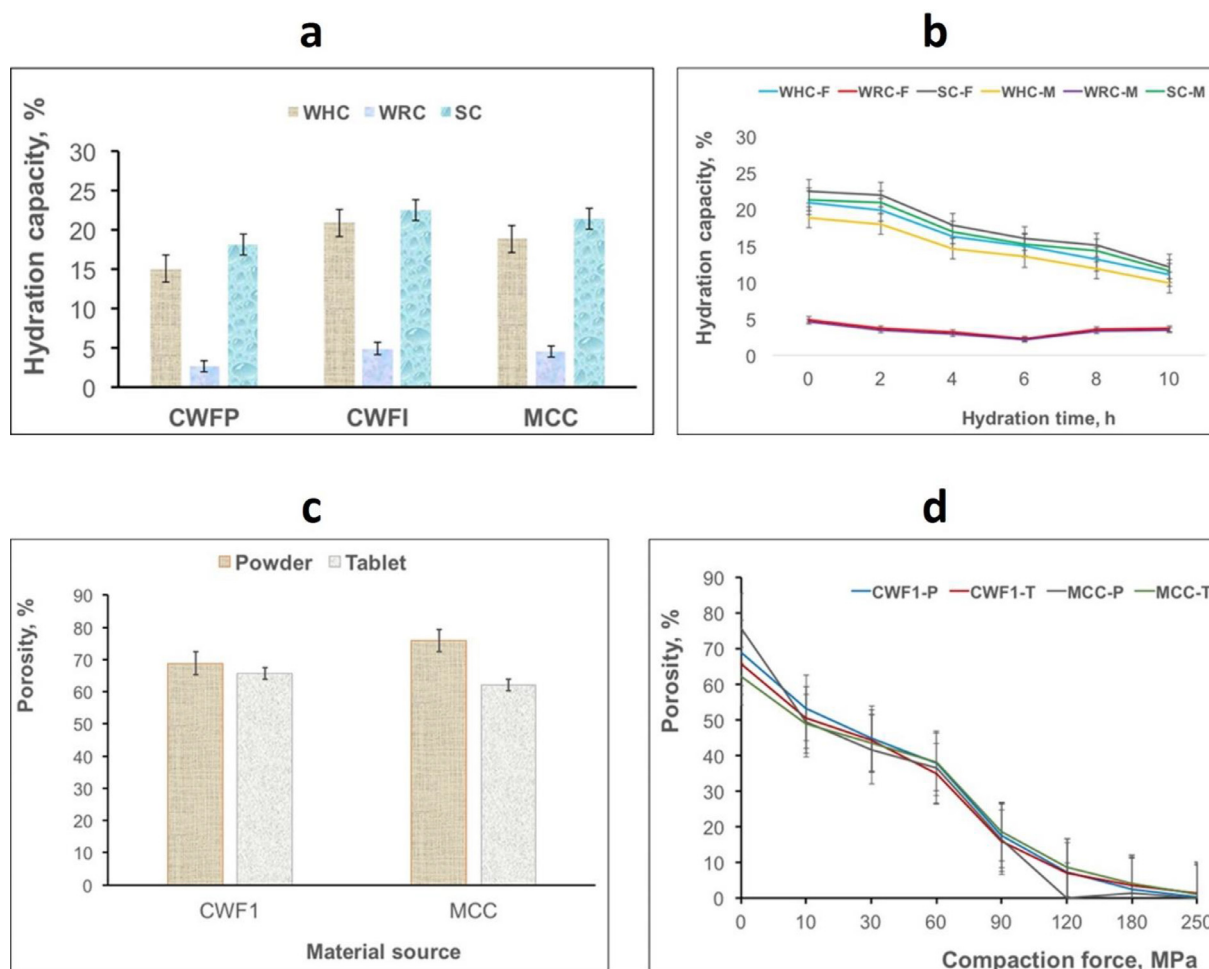 a
WHC WRC SC
Hydration capacity, %
30
25
20
15
10
5
0
CWFP CWFI MCC
b
WHC-F WRC-F SC-F WHC-M WRC-M SC-M
Hydration capacity, %
30
25
20
15
10
5
0
0 2 4 6 8 10
Hydration time, h
c
Powder Tablet
Porosity, %
90
80
70
60
50
40
30
20
10
0
CWF1 MCC
Material source
d
CWF1-P CWF1-T MCC-P MCC-T
Porosity, %
90
80
70
60
50
40
30
20
10
0
0 10 30 60 90 120 180 250
Compaction force, MPa